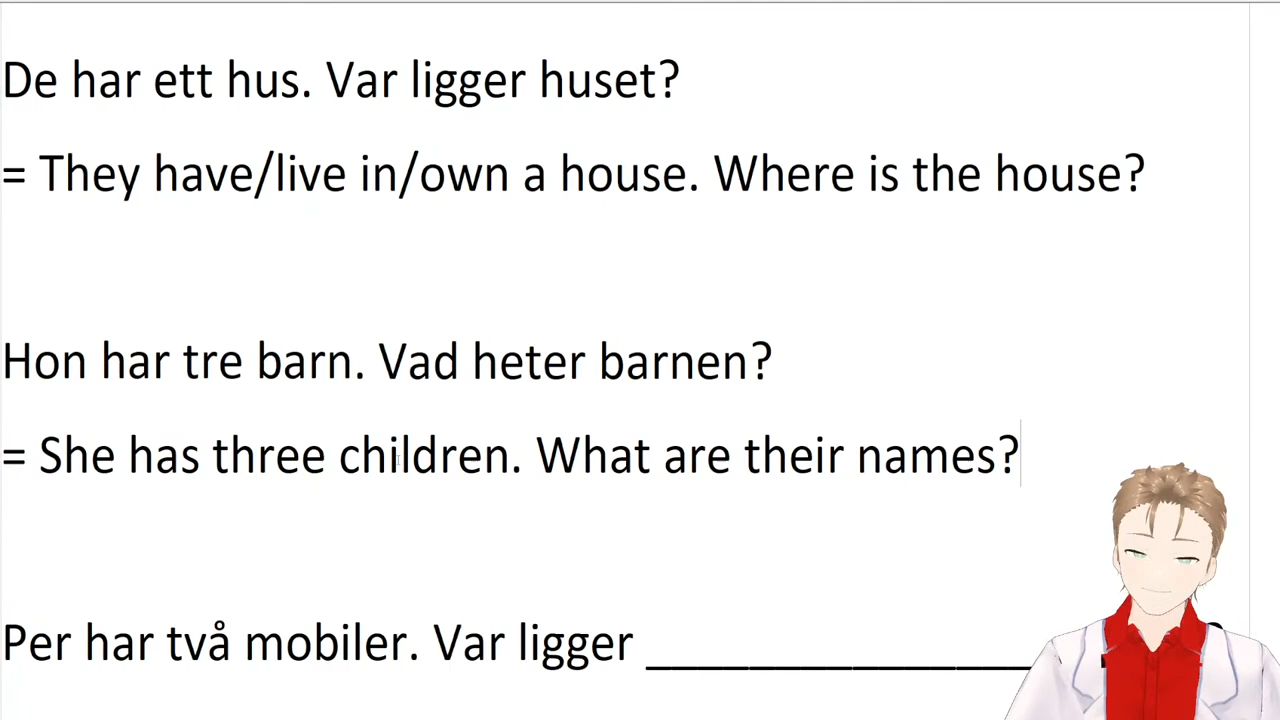 De har ett hus. Var ligger huset?
= They have/live in/own a house. Where is the house?
Hon har tre barn. Vad heter barnen?
= She has three children. What are their names?
Per har två mobiler. Var ligger ________________